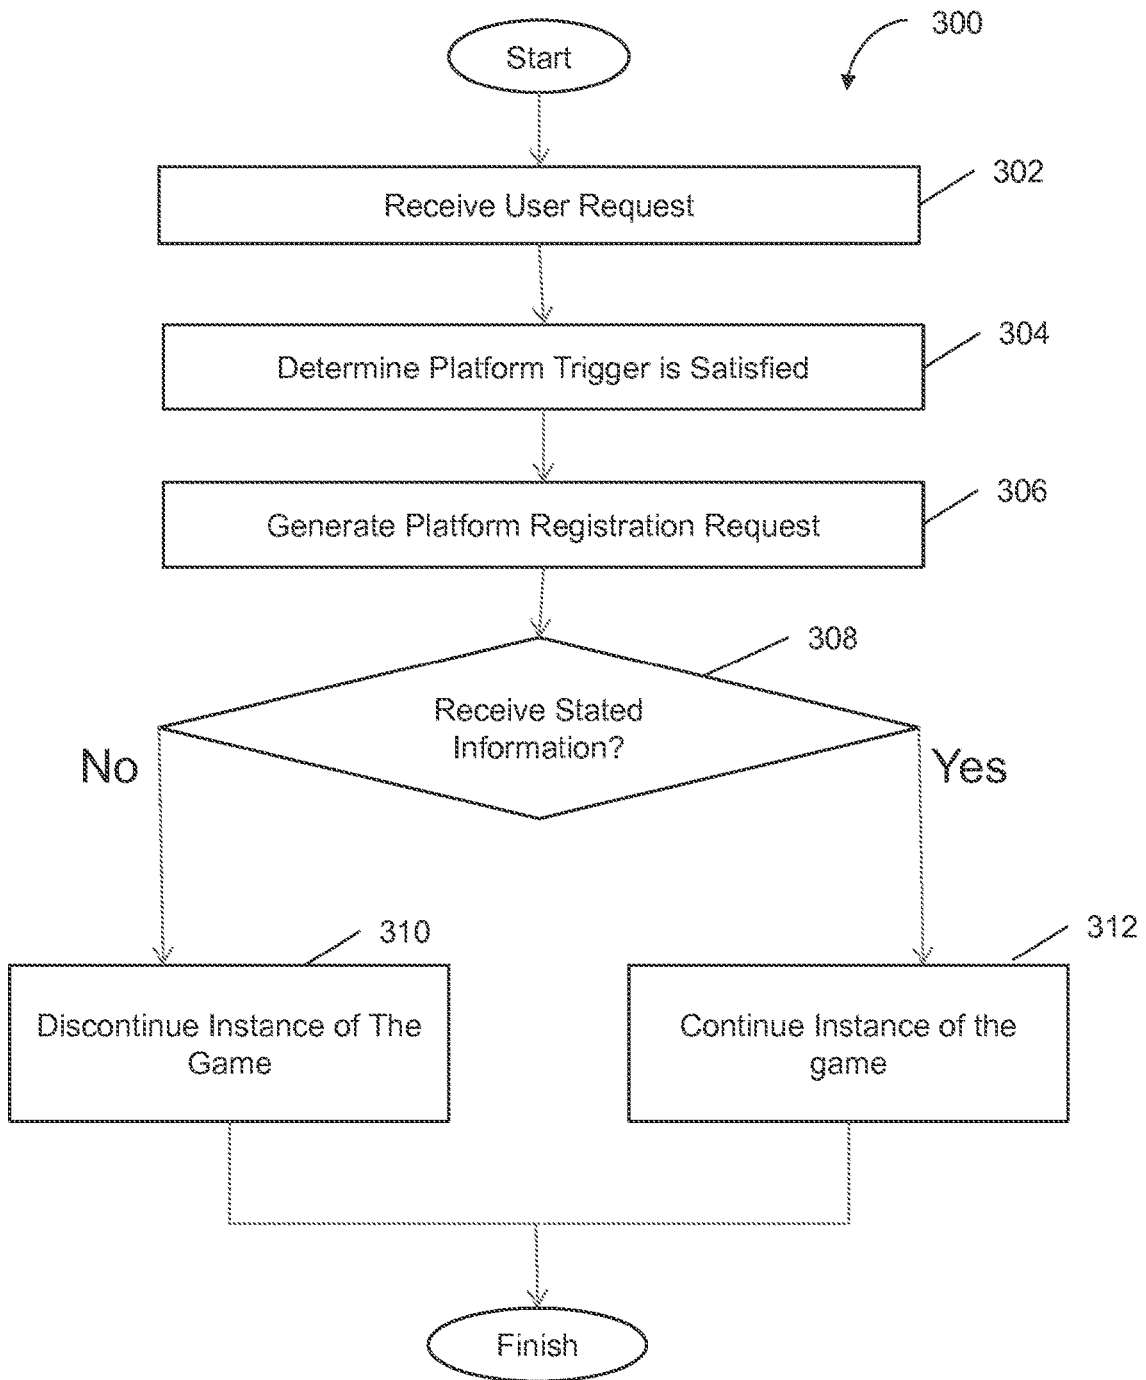 300
Start
302
Receive User Request
304
Determine Platform Trigger is Satisfied
306
Generate Platform Registration Request
308
Receive Stated
Information?
No
Yes
310
Discontinue Instance of The
Game
312
Continue Instance of the
game
Finish